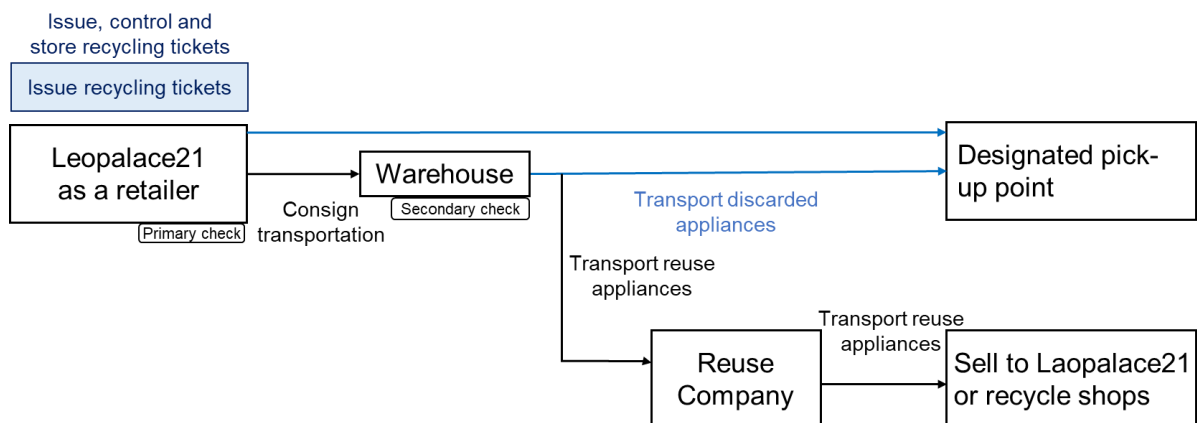 Issue, control and
store recycling tickets
Issue recycling tickets
Leopalace21
as a retailer
Primary check
Consign
transportation
Warehouse
Secondary check
Transport discarded
appliances
Designated pick-
up point
Transport reuse
appliances
Reuse
Company
Transport reuse
appliances
Sell to Laopalace21
or recycle shops